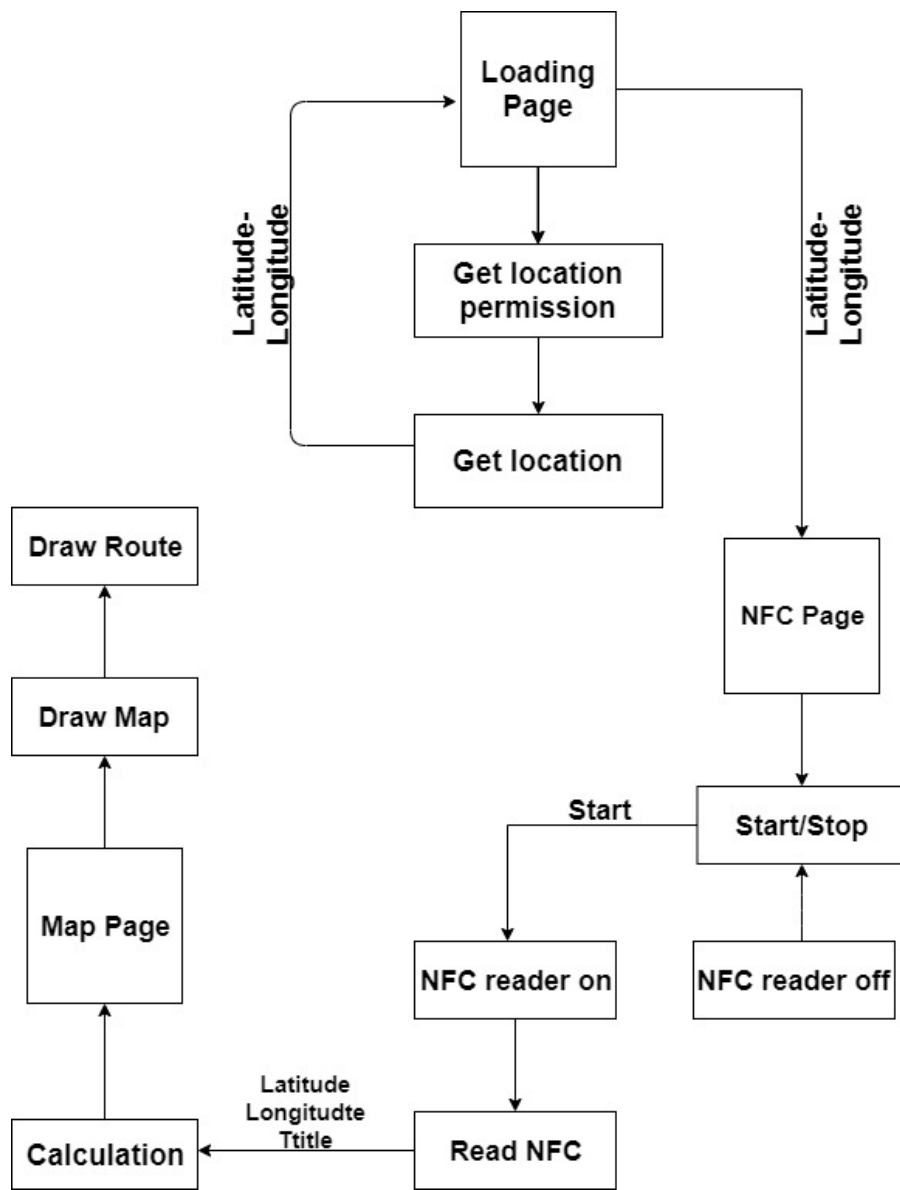 Loading
Page
Latitude-
Longitude
Latitude-
Longitude
Get location
permission
Get location
Draw Route
NFC Page
Draw Map
Start
Start/Stop
Map Page
NFC reader on
NFC reader off
Latitude
Longitudte
Ttitle
Calculation
Read NFC